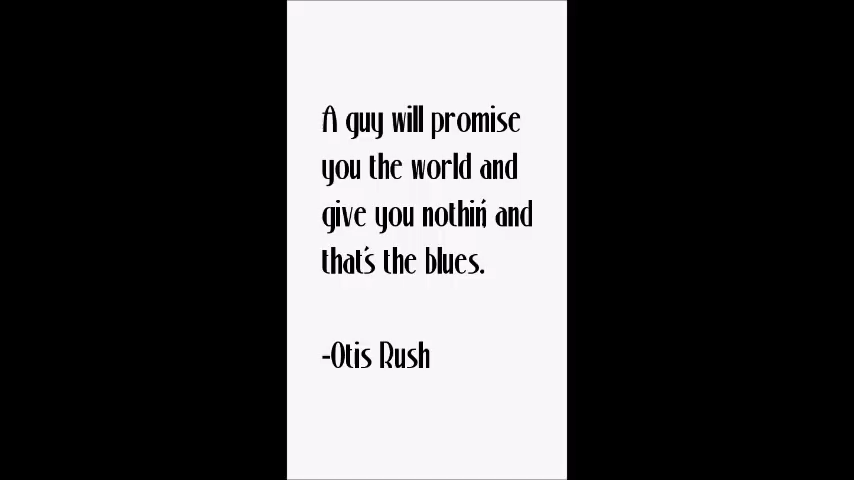 A guy will promise
you the world and
give you nothin', and
that's the blues.
-Otis Rush